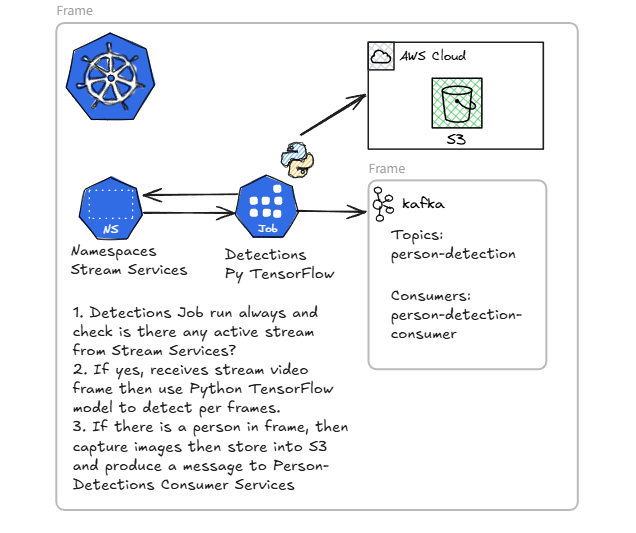 Frame
AWS Cloud
S3
Frame
kafka
Topics:
person-detection
Consumers:
person-detection-
consumer
NS
Job
Namespaces
Stream Services
Detections
Py TensorFlow
1. Detections Job run always and
check is there any active stream
from Stream Services?
2. If yes, receives stream video
frame then use Python TensorFlow
model to detect per frames.
3. If there is a person in frame, then
capture images then store into S3
and produce a message to Person-
Detections Consumer Services